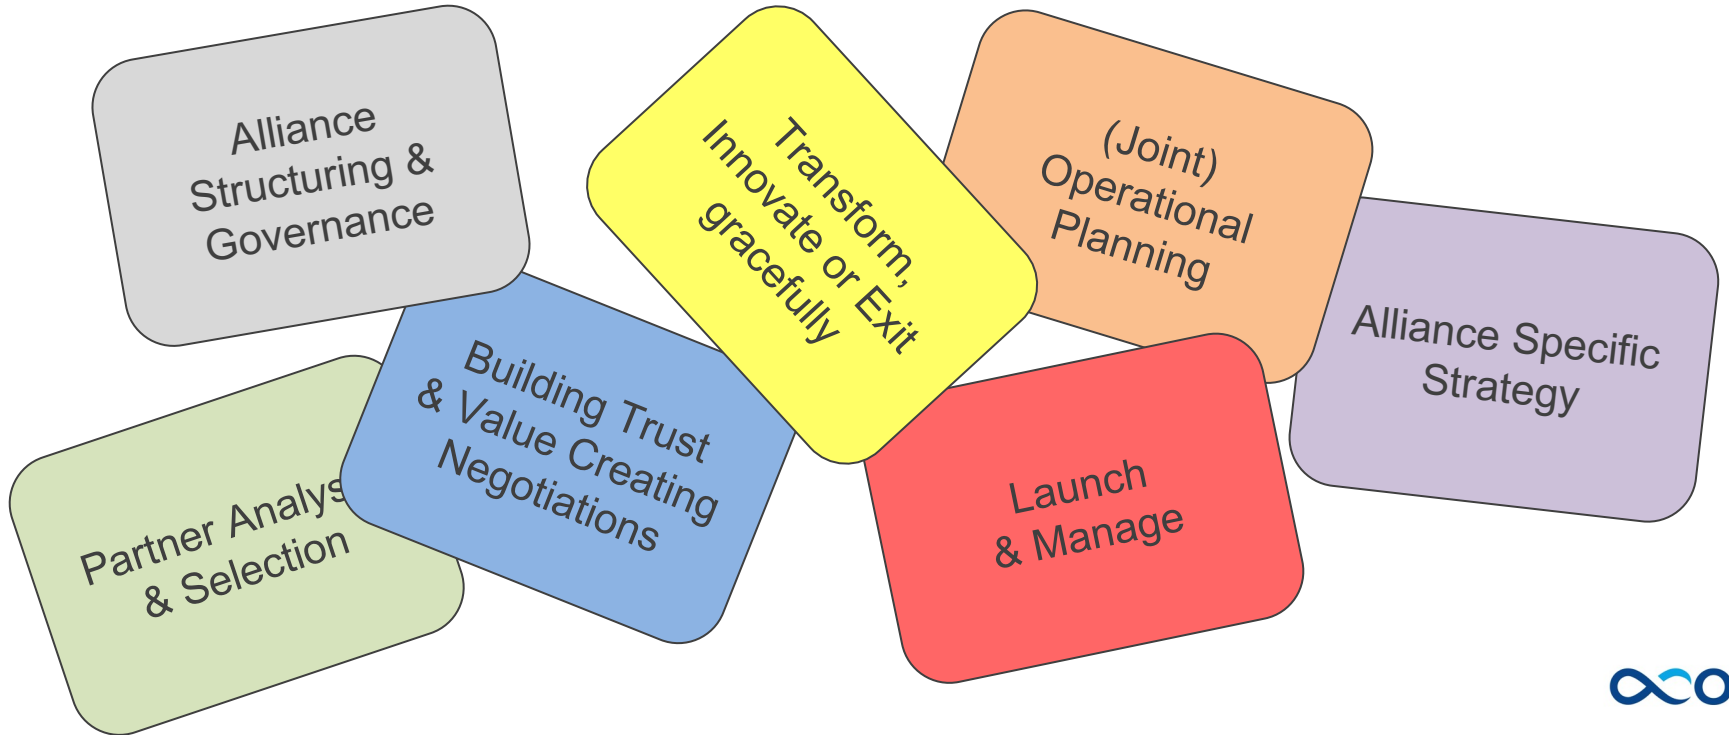 Alliance
Structuring &
Governance
Transform,
Innovate or Exit
gracefully
(Joint)
Operational
Planning
Alliance Specific
Strategy
Building Trust
& Value Creating
Negotiations
Partner Analys
& Selection
Launch
& Manage